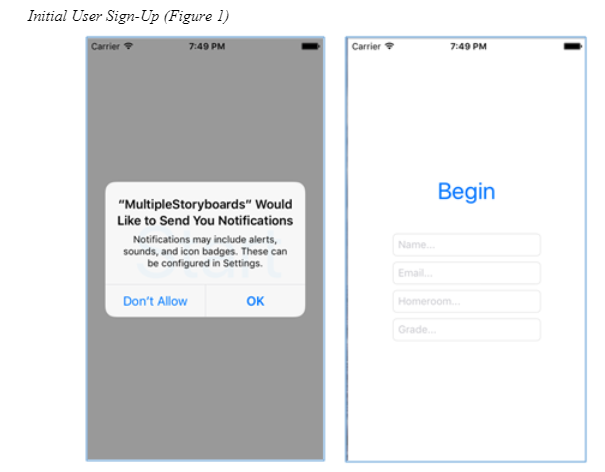 Initial User Sign-Up (Figure 1)
Carrier 7:49 PM
“MultipleStoryboards” Would
Like to Send You Notifications
Notifications may include alerts,
sounds, and icon badges. These can
be configured in Settings.
Don’t Allow OK
Carrier 7:49 PM
Begin
Name...
Email...
Homeroom...
Grade...